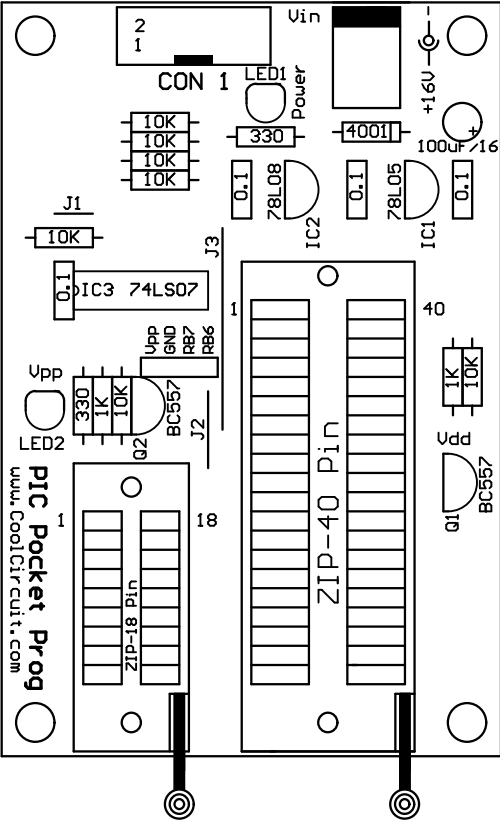 Vin
2
1
CON 1
LED1
Power
+16V
10K
10K
10K
10K
330
4001
+
100uF/16
0.1
78L08
IC2
0.1
78L05
IC1
0.1
J1
10K
J3
0.1
IC3 74LS07
1
40
Vpp
GND
RB7
RB6
Vpp
LED2
330
1K
10K
BC557
Q2
J2
1K
10K
Vdd
BC557
Q1
ZIP-40 Pin
1
18
ZIP-18 Pin
PIC Pocket Prog
www.CoolCircuit.com